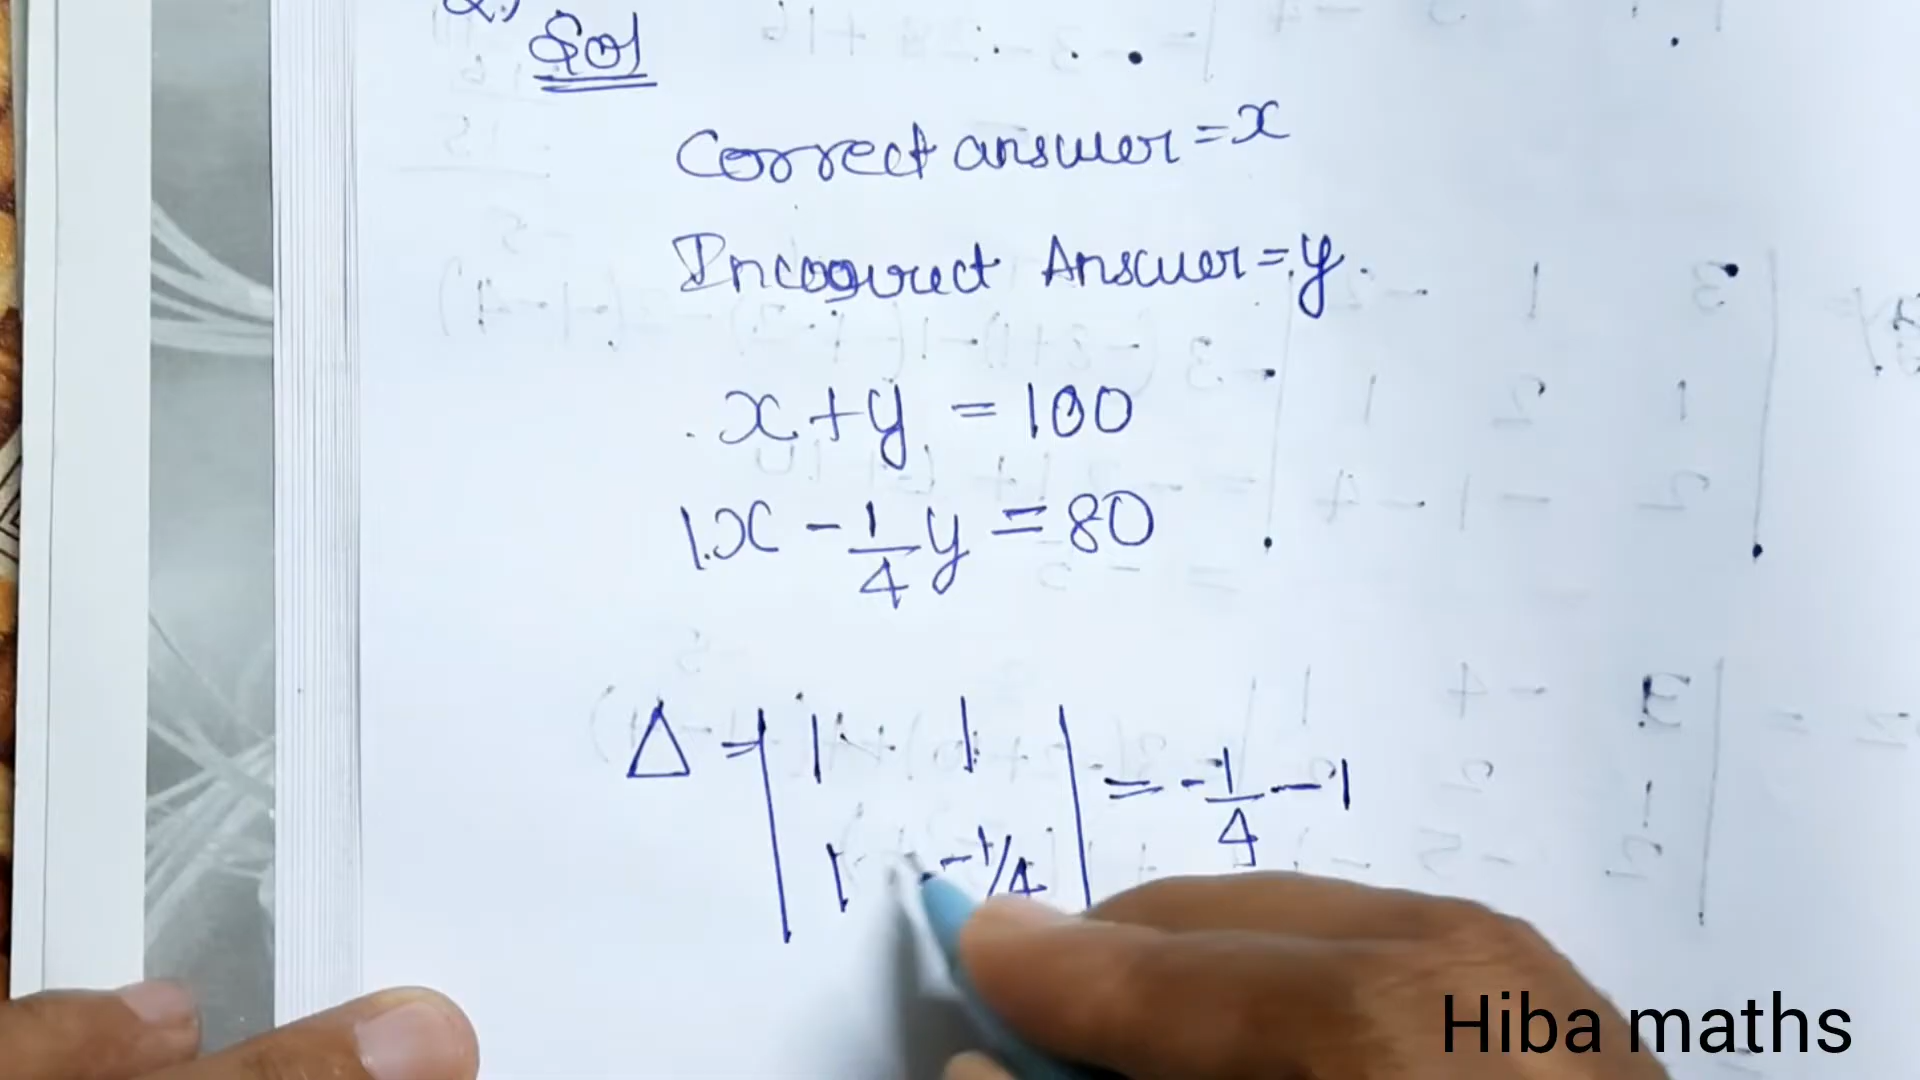 Sol
Correct answer = x
Incorrect Answer = y.
x + y = 100
1.x - 1/4 y = 80
Δ = | 1 1 | = -1/4 - 1
| 1 -1/4 |
Hiba maths